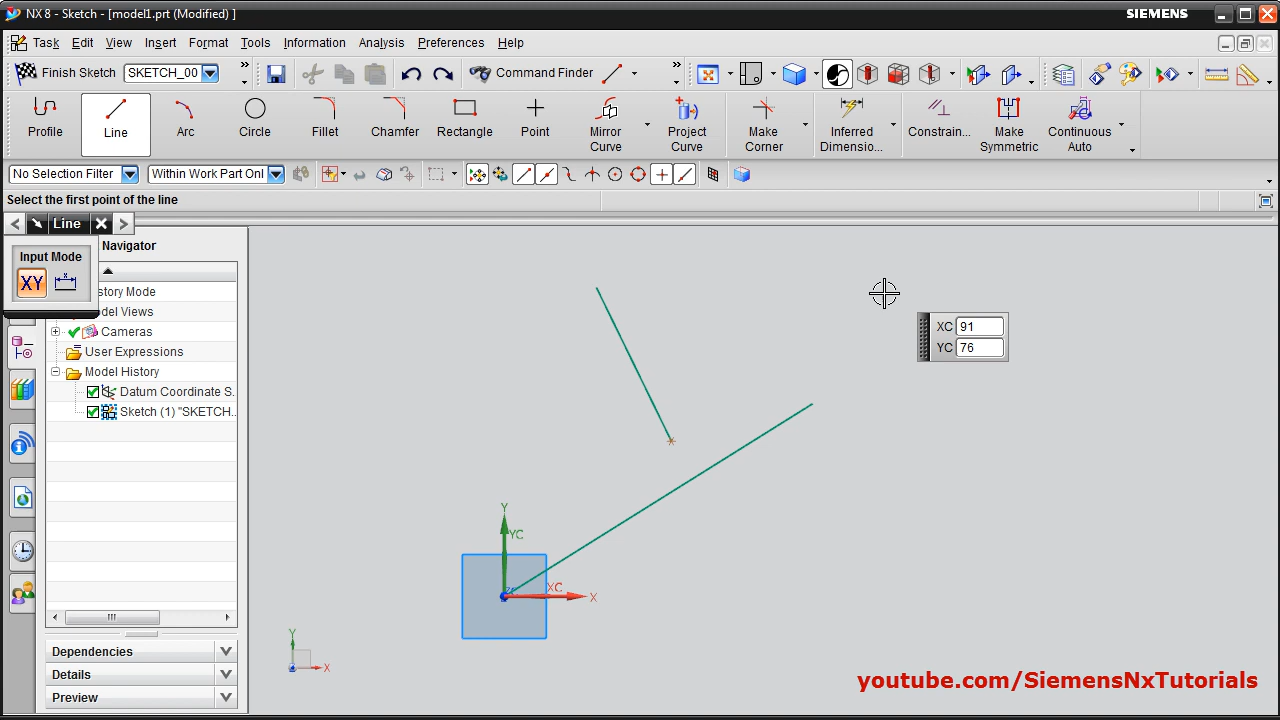 NX 8 - Sketch - [model1.prt (Modified) ]
SIEMENS
Task Edit View Insert Format Tools Information Analysis Preferences Help
Finish Sketch SKETCH_00 Command Finder
Profile Line Arc Circle Fillet Chamfer Rectangle Point Mirror Curve Project Curve Make Corner Inferred Dimensio... Constrain... Make Symmetric Continuous Auto
No Selection Filter Within Work Part Onl
Select the first point of the line
Line
Navigator
Input Mode
XY
story Mode
del Views
Cameras
User Expressions
Model History
Datum Coordinate S.
Sketch (1) "SKETCH..
Dependencies
Details
Preview
XC 91
YC 76
Y
YC
XC
X
Y
X
youtube.com/SiemensNxTutorials